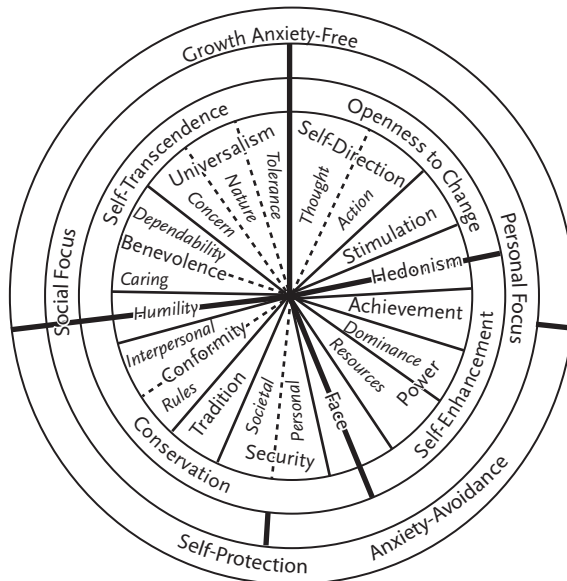 Growth Anxiety-Free
Self-Transcendence
Openness to Change
Social Focus
Personal Focus
Universalism
Concern
Nature
Tolerance
Self-Direction
Thought
Action
Stimulation
Hedonism
Achievement
Dominance
Resources
Power
Self-Enhancement
Face
Personal
Societal
Security
Tradition
Conservation
Rules
Conformity
Interpersonal
Humility
Caring
Benevolence
Dependability
Self-Protection
Anxiety-Avoidance